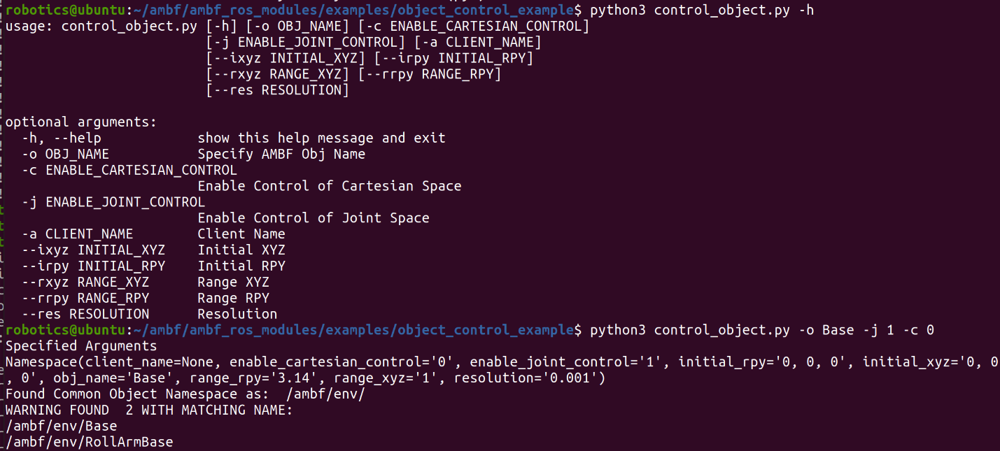 robotics@ubuntu:~/ambf/ambf_ros_modules/examples/object_control_example$ python3 control_object.py -h
usage: control_object.py [-h] [-o OBJ_NAME] [-c ENABLE_CARTESIAN_CONTROL]
[-j ENABLE_JOINT_CONTROL] [-a CLIENT_NAME]
[--ixyz INITIAL_XYZ] [--irpy INITIAL_RPY]
[--rxyz RANGE_XYZ] [--rrpy RANGE_RPY]
[--res RESOLUTION]
optional arguments:
-h, --help show this help message and exit
-o OBJ_NAME Specify AMBF Obj Name
-c ENABLE_CARTESIAN_CONTROL
Enable Control of Cartesian Space
-j ENABLE_JOINT_CONTROL
Enable Control of Joint Space
-a CLIENT_NAME Client Name
--ixyz INITIAL_XYZ Initial XYZ
--irpy INITIAL_RPY Initial RPY
--rxyz RANGE_XYZ Range XYZ
--rrpy RANGE_RPY Range RPY
--res RESOLUTION Resolution
robotics@ubuntu:~/ambf/ambf_ros_modules/examples/object_control_example$ python3 control_object.py -o Base -j 1 -c 0
Specified Arguments
Namespace(client_name=None, enable_cartesian_control='0', enable_joint_control='1', initial_rpy='0, 0, 0', initial_xyz='0, 0
, 0', obj_name='Base', range_rpy='3.14', range_xyz='1', resolution='0.001')
Found Common Object Namespace as:  /ambf/env/
WARNING FOUND  2 WITH MATCHING NAME:
/ambf/env/Base
/ambf/env/RollArmBase